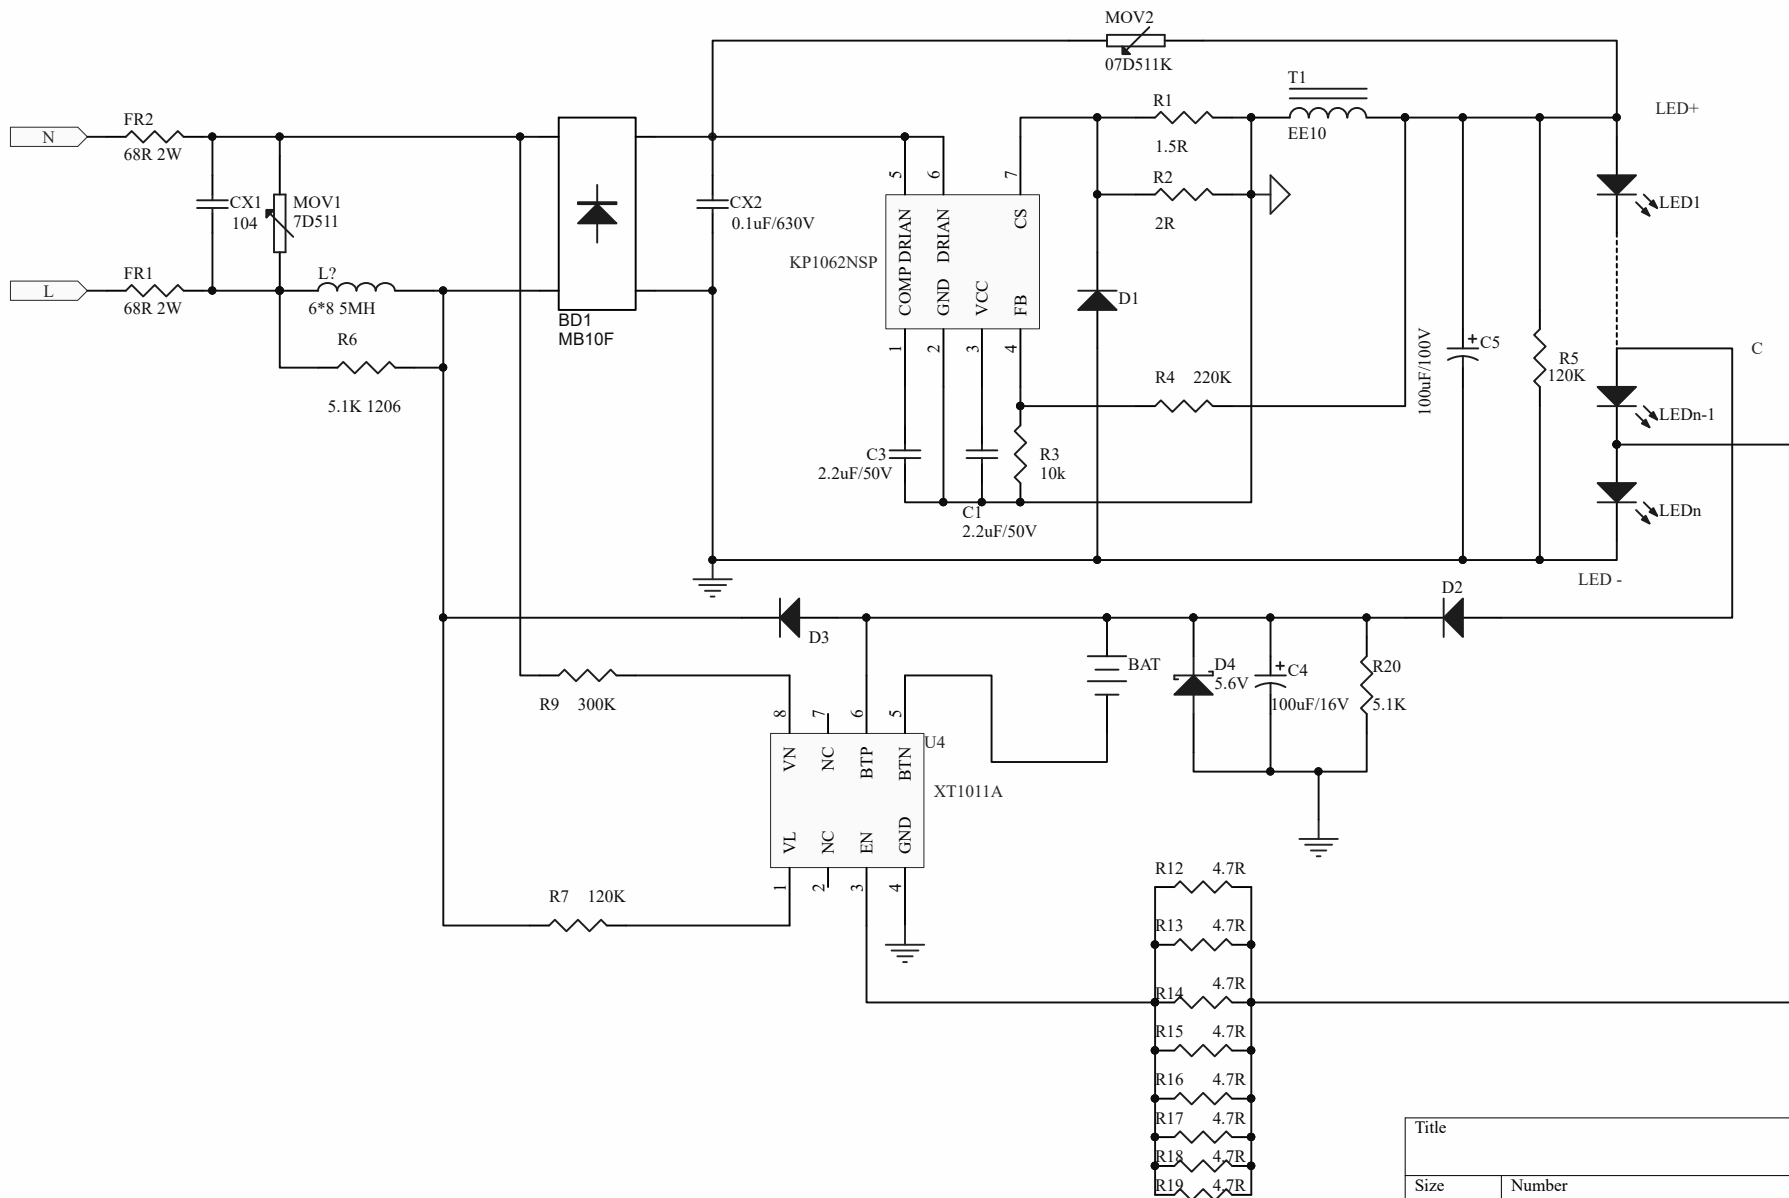 MOV2
07D511K
T1
EE10
LED+
FR2
68R 2W
N
R1
1.5R
R2
2R
CX1
104
MOV1
7D511
CX2
0.1uF/630V
5
6
7
COMP DRIAN
GND DRIAN
VCC
CS
FB
KP1062NSP
1
2
3
4
LED1
FR1
68R 2W
L
L?
6*8 5MH
BD1
MB10F
D1
R6
5.1K 1206
R4 220K
100uF/100V
C5
R5
120K
C
LEDn-1
C3
2.2uF/50V
R3
10k
C1
2.2uF/50V
LEDn
LED -
D2
D3
BAT
D4
5.6V
C4
100uF/16V
R20
5.1K
R9 300K
8
7
6
5
U4
VN
NC
BTP
BTN
XT1011A
VL
NC
EN
GND
1
2
3
4
R7 120K
R12 4.7R
R13 4.7R
R14 4.7R
R15 4.7R
R16 4.7R
R17 4.7R
R18 4.7R
R19 4.7R
Title
Size
Number